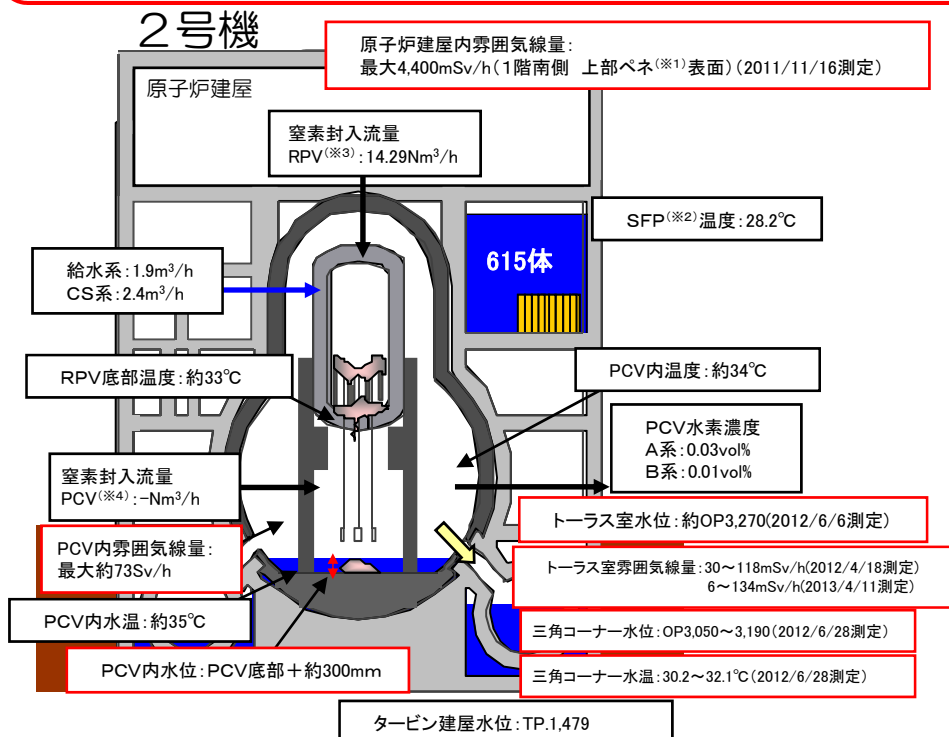 2号機
原子炉建屋内雰囲気線量:
最大4,400mSv/h(1階南側 上部ペネ(※1)表面)(2011/11/16測定)
原子炉建屋
窒素封入流量
RPV(※3):14.29Nm3/h
SFP(※2)温度:28.2℃
615体
給水系:1.9m3/h
CS系:2.4m3/h
RPV底部温度:約33℃
PCV内温度:約34℃
PCV水素濃度
A系:0.03vol%
B系:0.01vol%
窒素封入流量
PCV(※4):-Nm3/h
トーラス室水位:約OP3,270(2012/6/6測定)
PCV内雰囲気線量:
最大約73Sv/h
トーラス室雰囲気線量:30~118mSv/h(2012/4/18測定)
6~134mSv/h(2013/4/11測定)
PCV内水温:約35℃
三角コーナー水位:OP3,050~3,190(2012/6/28測定)
PCV内水位:PCV底部+約300mm
三角コーナー水温:30.2~32.1℃(2012/6/28測定)
タービン建屋水位:TP.1,479